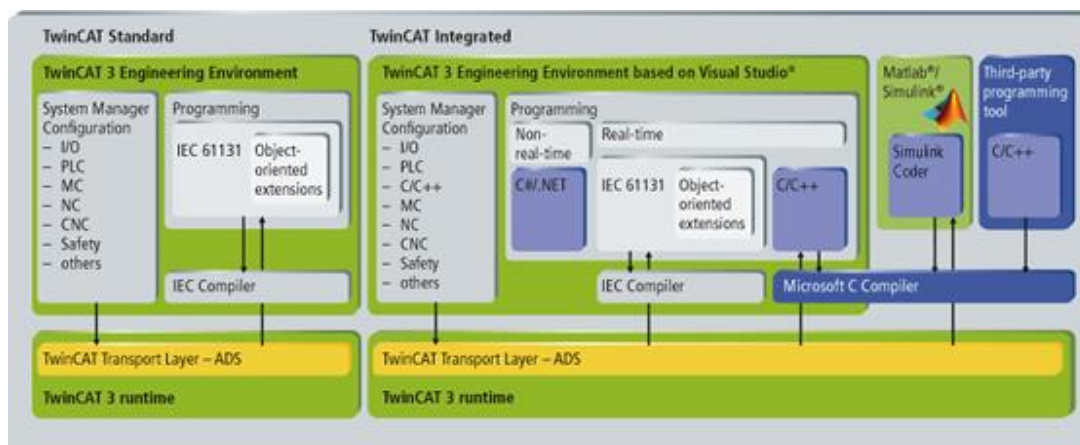 TwinCAT Standard
TwinCAT 3 Engineering Environment
System Manager
Configuration
– I/O
– PLC
– MC
– NC
– CNC
– Safety
– others
Programming
IEC 61131
Object-
oriented
extensions
IEC Compiler
TwinCAT Transport Layer – ADS
TwinCAT 3 runtime
TwinCAT Integrated
TwinCAT 3 Engineering Environment based on Visual Studio®
System Manager
Configuration
– I/O
– PLC
– C/C++
– MC
– NC
– CNC
– Safety
– others
Programming
Non-
real-time
C#/.NET
Real-time
IEC 61131
Object-
oriented
extensions
C/C++
IEC Compiler
Matlab®/
Simulink®
Simulink
Coder
Third-party
programming
tool
C/C++
Microsoft C Compiler
TwinCAT Transport Layer – ADS
TwinCAT 3 runtime